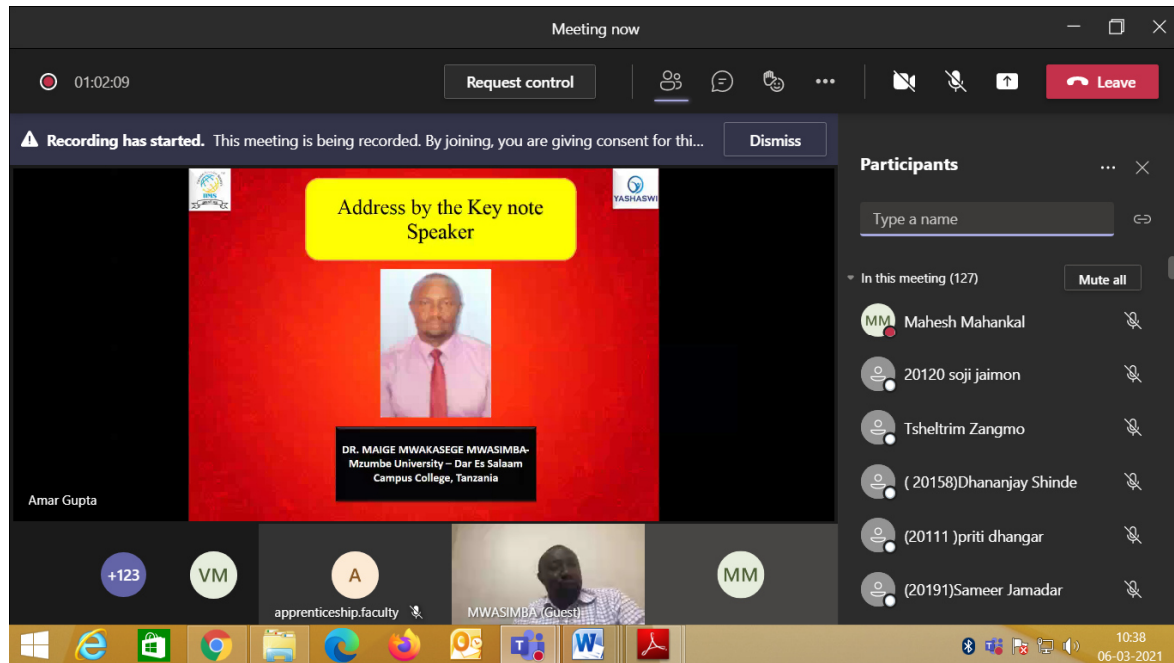 Meeting now
01:02:09
Request control
Leave
Recording has started. This meeting is being recorded. By joining, you are giving consent for thi...
Dismiss
YASHASWI
Address by the Key note
Speaker
DR. MAIGE MWAKASEGE MWASIMBA-
Mzumbe University – Dar Es Salaam
Campus College, Tanzania
Amar Gupta
+123
VM
A
apprenticeship.faculty
MWASIMBA (Guest)
MM
Participants
Type a name
In this meeting (127)
Mute all
MM Mahesh Mahankal
20120 soji jaimon
Tsheltrim Zangmo
( 20158)Dhananjay Shinde
(20111 )priti dhangar
(20191)Sameer Jamadar
10:38
06-03-2021